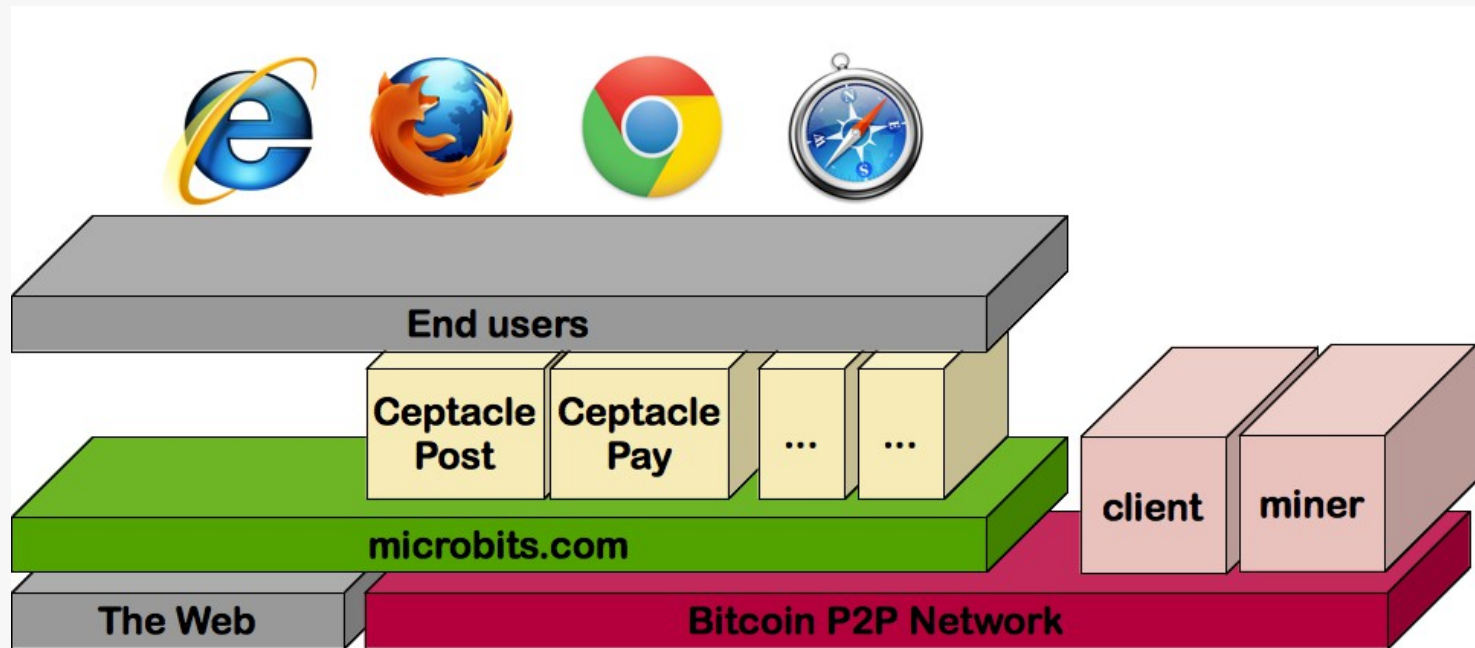 End users
Ceptacle
Post
Ceptacle
Pay
...
...
client
miner
microbits.com
The Web
Bitcoin P2P Network